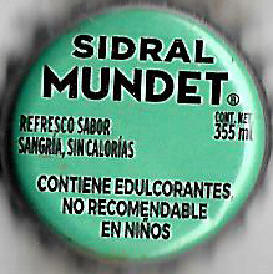 SIDRAL
MUNDET®
REFRESCO SABOR
SANGRÍA, SIN CALORÍAS
CONT. NET
355 ml
CONTIENE EDULCORANTES,
NO RECOMENDABLE
EN NIÑOS